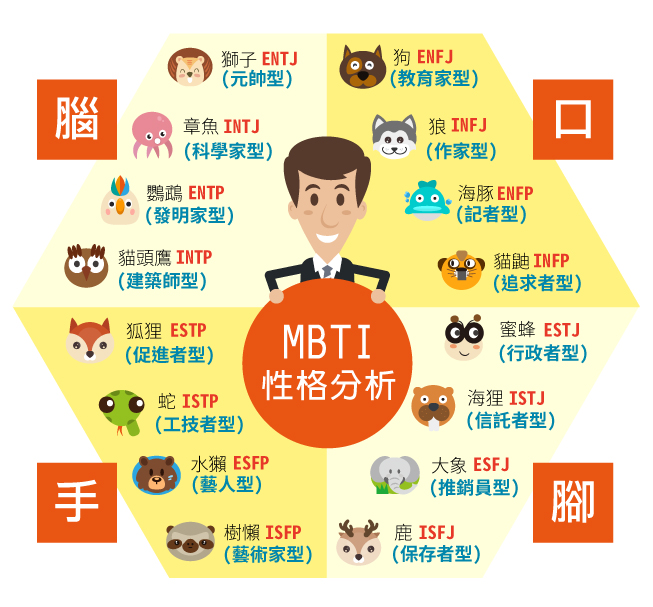 腦
獅子 ENTJ
(元帥型)
章魚 INTJ
(科學家型)
鸚鵡 ENTP
(發明家型)
貓頭鷹 INTP
(建築師型)
口
狗 ENFJ
(教育家型)
狼 INFJ
(作家型)
海豚 ENFP
(記者型)
貓鼬 INFP
(追求者型)
MBTI
性格分析
手
狐狸 ESTP
(促進者型)
蛇 ISTP
(工技者型)
水獺 ESFP
(藝人型)
樹懶 ISFP
(藝術家型)
腳
蜜蜂 ESTJ
(行政者型)
海狸 ISTJ
(信託者型)
大象 ESFJ
(推銷員型)
鹿 ISFJ
(保存者型)